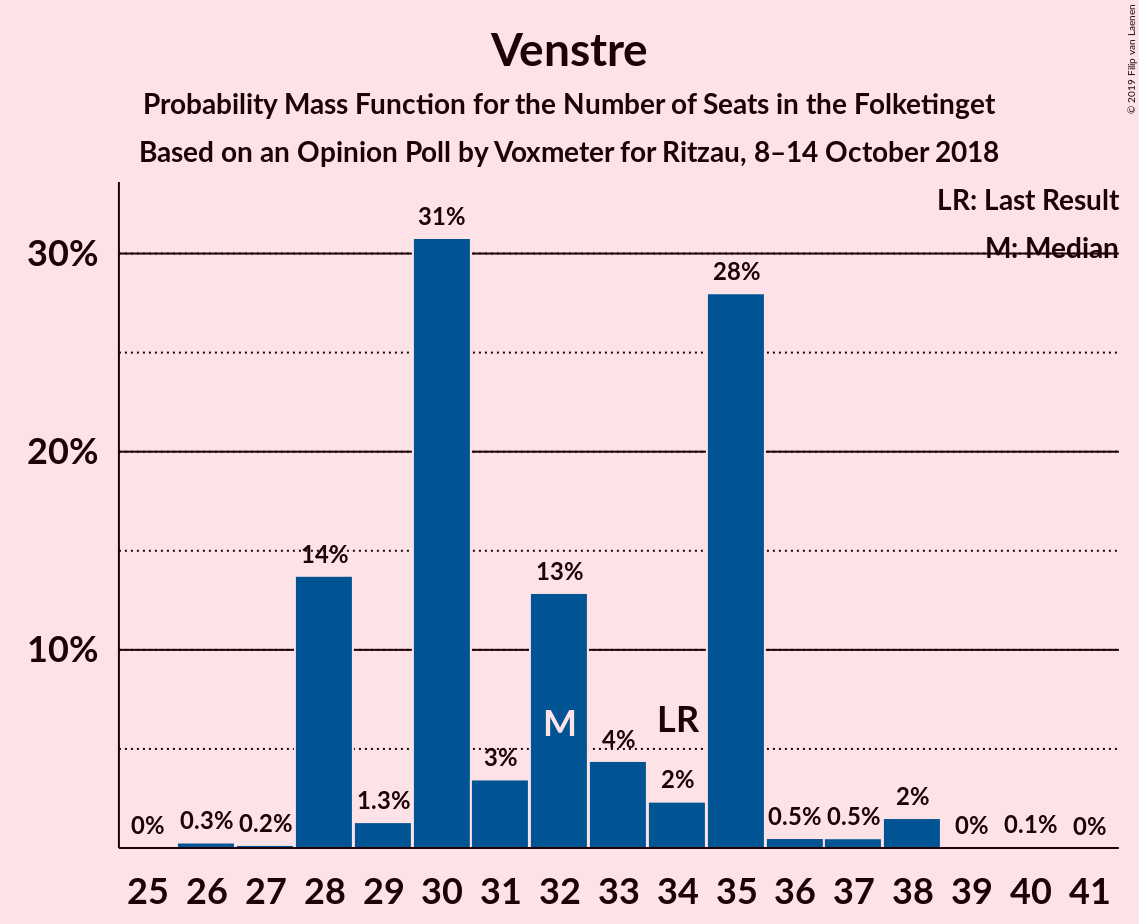 Venstre
Probability Mass Function for the Number of Seats in the Folketinget
Based on an Opinion Poll by Voxmeter for Ritzau, 8–14 October 2018
© 2019 Filip van Laenen
LR: Last Result
M: Median
30%
20%
10%
0%
0.3%
0.2%
14%
1.3%
31%
3%
13%
M
4%
LR
2%
28%
0.5%
0.5%
2%
0%
0.1%
0%
25 26 27 28 29 30 31 32 33 34 35 36 37 38 39 40 41